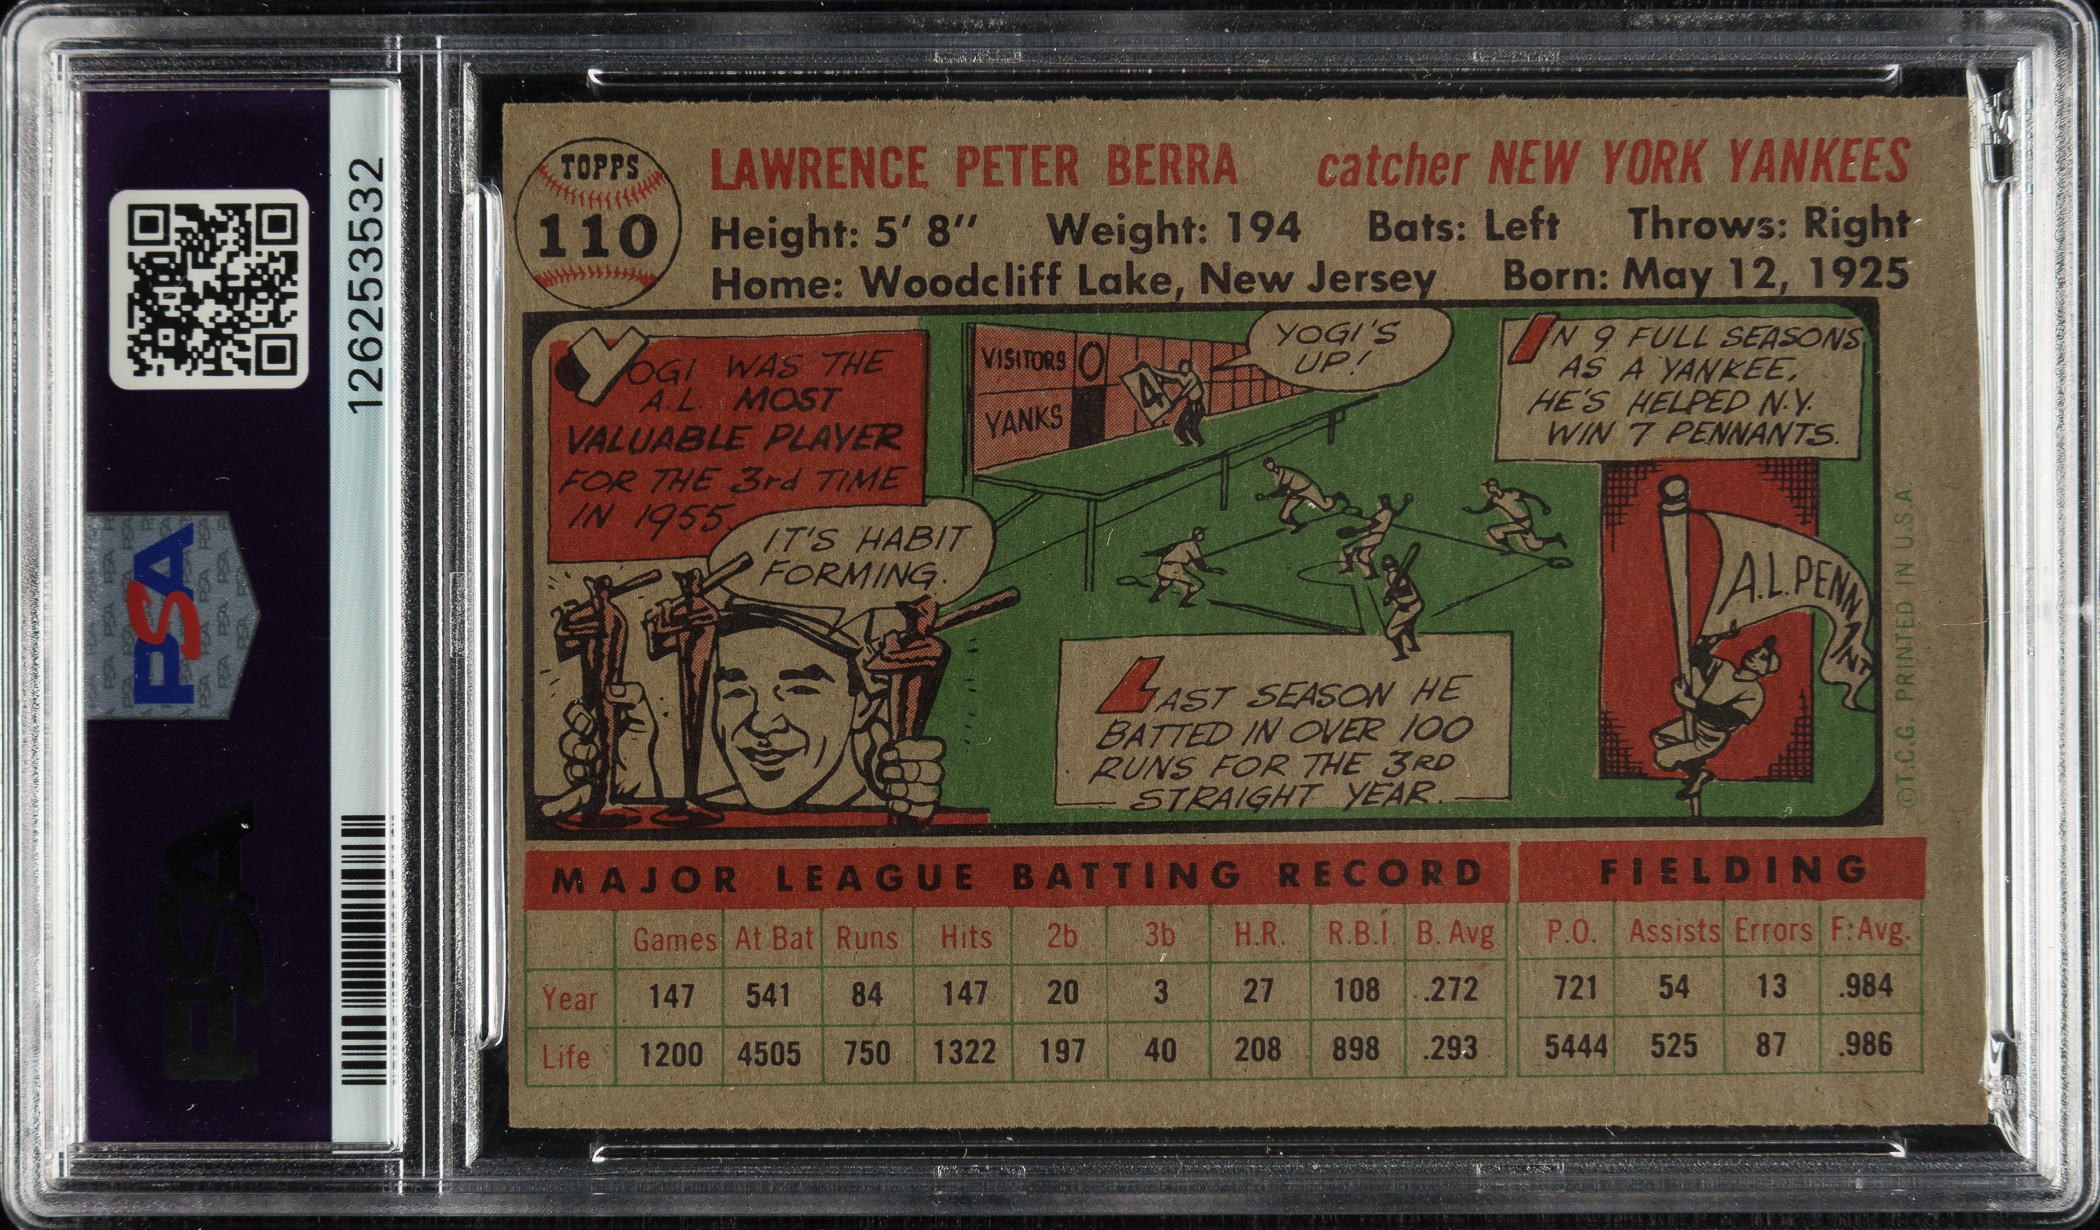 126253532
PSA
PSA
TOPPS
110
LAWRENCE PETER BERRA catcher NEW YORK YANKEES
Height: 5' 8" Weight: 194 Bats: Left Throws: Right
Home: Woodcliff Lake, New Jersey Born: May 12, 1925
YOGI WAS THE
A.L. MOST
VALUABLE PLAYER
FOR THE 3rd TIME
IN 1955.
IT'S HABIT
FORMING.
VISITORS 0
YANKS
4
YOGI'S
UP!
LAST SEASON HE
BATTED IN OVER 100
RUNS FOR THE 3RD
STRAIGHT YEAR.
IN 9 FULL SEASONS
AS A YANKEE,
HE'S HELPED N.Y.
WIN 7 PENNANTS.
A.L. PENNANT
©T.C.G. PRINTED IN U.S.A.
MAJOR LEAGUE BATTING RECORD FIELDING
Games At Bat Runs Hits 2b 3b H.R. R.B.I. B. Avg P.O. Assists Errors F. Avg.
Year 147 541 84 147 20 3 27 108 .272 721 54 13 .984
Life 1200 4505 750 1322 197 40 208 898 .293 5444 525 87 .986